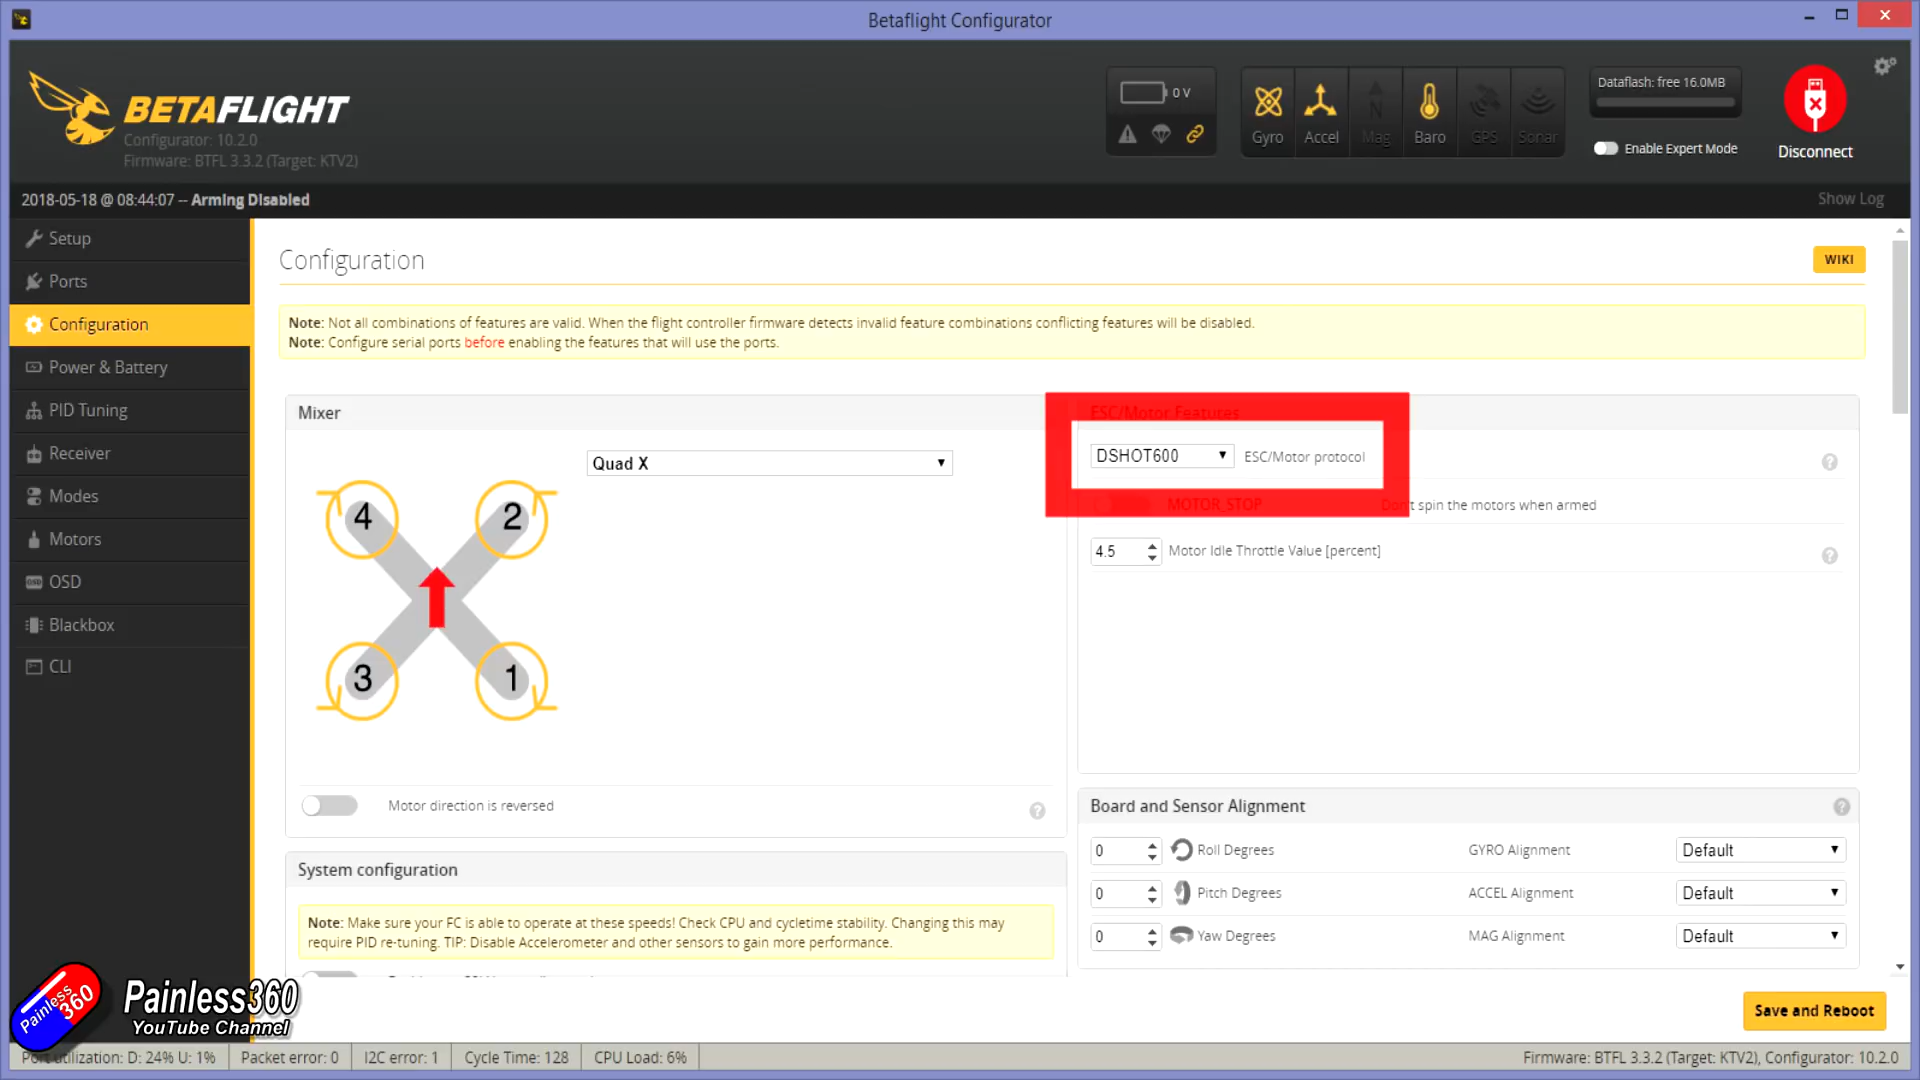 Betaflight Configurator
BETAFLIGHT
Configurator: 10.2.0
Firmware: BTFL 3.3.2 (Target: KTV2)
0 V
Gyro
Accel
Mag
Baro
GPS
Sonar
Dataflash: free 16.0MB
Enable Expert Mode
Disconnect
2018-05-18 @ 08:44:07 -- Arming Disabled
Show Log
Setup
Ports
Configuration
Power & Battery
PID Tuning
Receiver
Modes
Motors
OSD
Blackbox
CLI
Configuration
WIKI
Note: Not all combinations of features are valid. When the flight controller firmware detects invalid feature combinations conflicting features will be disabled.
Note: Configure serial ports before enabling the features that will use the ports.
Mixer
Quad X
4
2
3
1
Motor direction is reversed
ESC/Motor Features
DSHOT600
ESC/Motor protocol
MOTOR_STOP
Don't spin the motors when armed
4.5
Motor Idle Throttle Value [percent]
Board and Sensor Alignment
0
Roll Degrees
GYRO Alignment
Default
0
Pitch Degrees
ACCEL Alignment
Default
0
Yaw Degrees
MAG Alignment
Default
System configuration
Note: Make sure your FC is able to operate at these speeds! Check CPU and cycletime stability. Changing this may
require PID re-tuning. TIP: Disable Accelerometer and other sensors to gain more performance.
Painless
360
Painless360
YouTube Channel
Save and Reboot
Port utilization: D: 24% U: 1%
Packet error: 0
I2C error: 1
Cycle Time: 128
CPU Load: 6%
Firmware: BTFL 3.3.2 (Target: KTV2), Configurator: 10.2.0